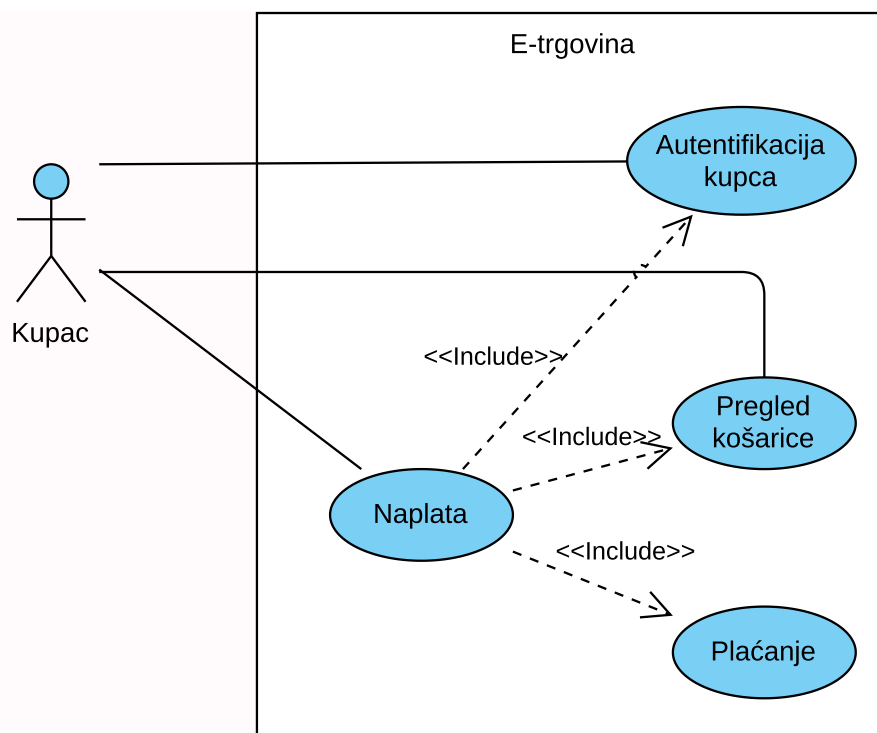 E-trgovina
Autentifikacija
kupca
Kupac
<<Include>>
Pregled
košarice
<<Include>>
Naplata
<<Include>>
Plaćanje